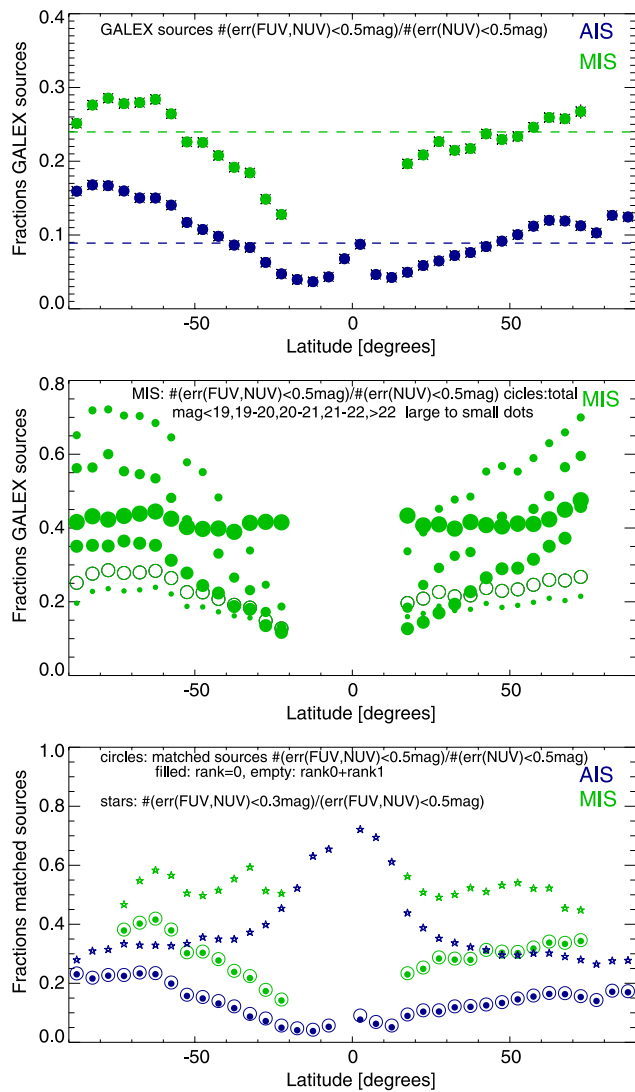 GALEX sources #(err(FUV,NUV)<0.5mag)/#(err(NUV)<0.5mag)
AIS
MIS
Fractions GALEX sources
0.4
0.3
0.2
0.1
0.0
-50
0
50
Latitude [degrees]
MIS: #(err(FUV,NUV)<0.5mag)/#(err(NUV)<0.5mag) cicles:total
mag<19,19-20,20-21,21-22,>22 large to small dots
MIS
Fractions GALEX sources
0.8
0.6
0.4
0.2
0.0
-50
0
50
Latitude [degrees]
circles: matched sources #(err(FUV,NUV)<0.5mag)/#(err(NUV)<0.5mag)
filled: rank=0, empty: rank0+rank1
AIS
MIS
stars: #(err(FUV,NUV)<0.3mag)/(err(FUV,NUV)<0.5mag)
Fractions matched sources
1.0
0.8
0.6
0.4
0.2
0.0
-50
0
50
Latitude [degrees]